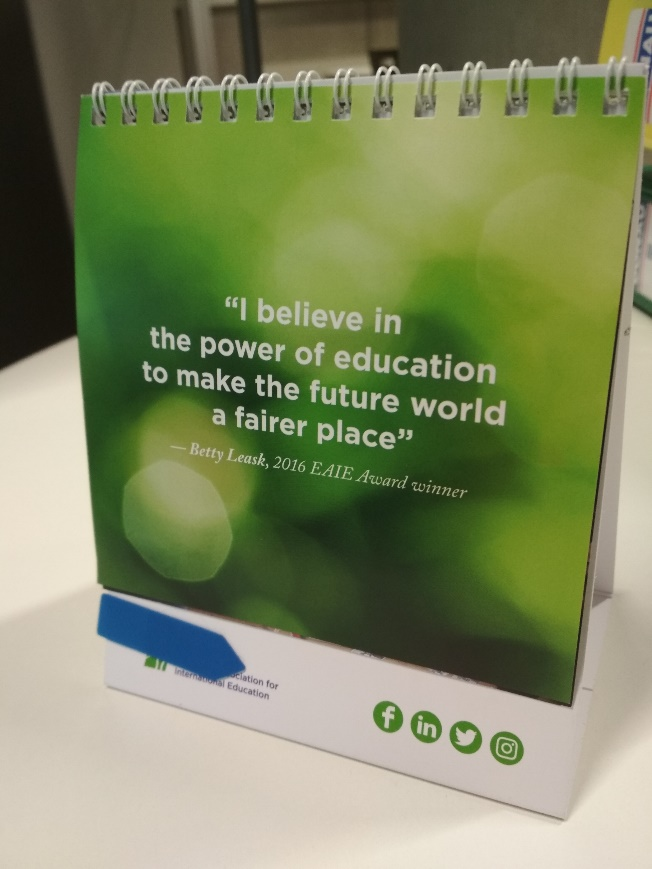 “I believe in
the power of education
to make the future world
a fairer place”
— Betty Leask, 2016 EAIE Award winner
for
International Education